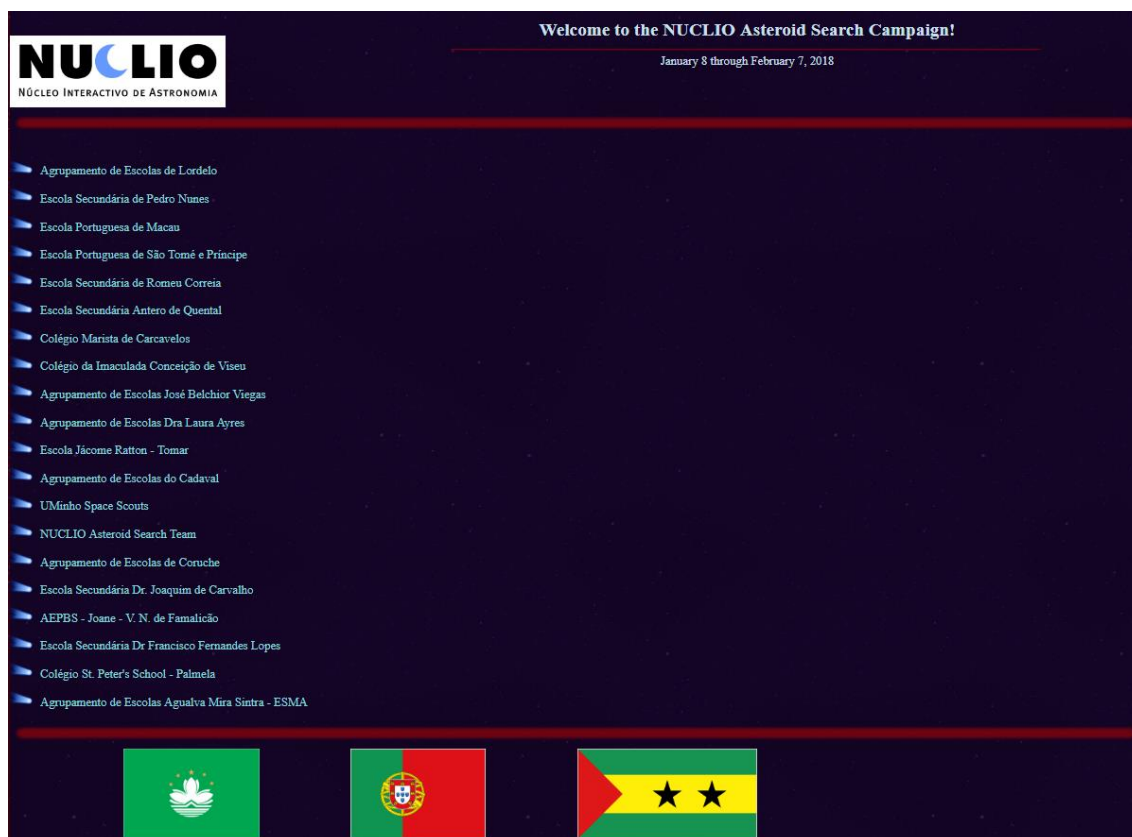 Welcome to the NUCLIO Asteroid Search Campaign!
January 8 through February 7, 2018
NUCLIO
NÚCLEO INTERACTIVO DE ASTRONOMIA
Agrupamento de Escolas de Lordelo
Escola Secundária de Pedro Nunes
Escola Portuguesa de Macau
Escola Portuguesa de São Tomé e Príncipe
Escola Secundária de Romeu Correia
Escola Secundária Antero de Quental
Colégio Marista de Carcavelos
Colégio da Imaculada Conceição de Viseu
Agrupamento de Escolas José Belchior Viegas
Agrupamento de Escolas Dra Laura Ayres
Escola Jácome Ratton - Tomar
Agrupamento de Escolas do Cadaval
UMinho Space Scouts
NUCLIO Asteroid Search Team
Agrupamento de Escolas de Coruche
Escola Secundária Dr. Joaquim de Carvalho
AEPBS - Joane - V. N. de Famalicão
Escola Secundária Dr Francisco Fernandes Lopes
Colégio St. Peter's School - Palmela
Agrupamento de Escolas Agualva Mira Sintra - ESMA